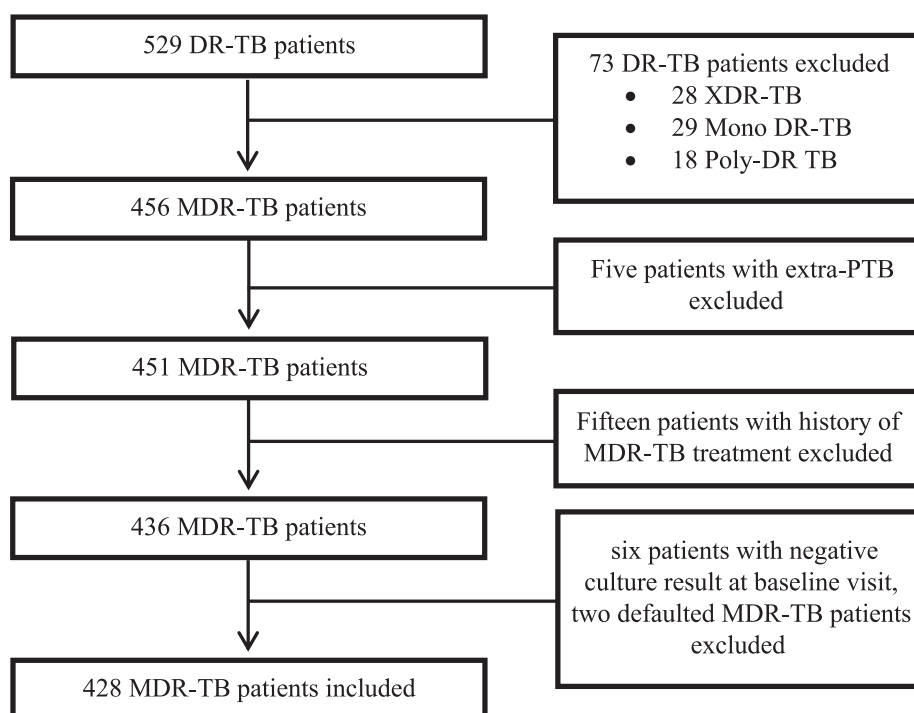 529 DR-TB patients
73 DR-TB patients excluded
• 28 XDR-TB
• 29 Mono DR-TB
• 18 Poly-DR TB
456 MDR-TB patients
Five patients with extra-PTB
excluded
451 MDR-TB patients
Fifteen patients with history of
MDR-TB treatment excluded
436 MDR-TB patients
six patients with negative
culture result at baseline visit,
two defaulted MDR-TB patients
excluded
428 MDR-TB patients included